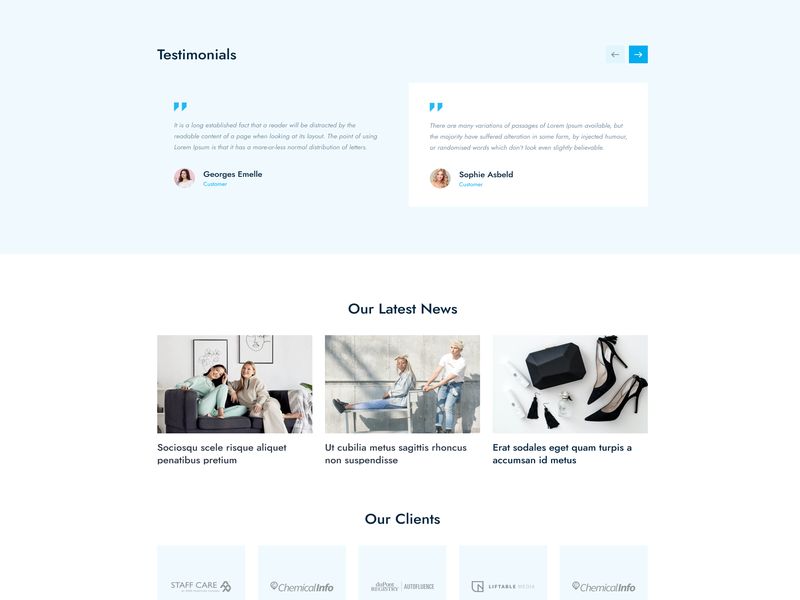 Testimonials
It is a long established fact that a reader will be distracted by the
readable content of a page when looking at its layout. The point of using
Lorem Ipsum is that it has a more-or-less normal distribution of letters.
Georges Emelle
Customer
There are many variations of passages of Lorem Ipsum available, but
the majority have suffered alteration in some form, by injected humour,
or randomised words which don't look even slightly believable.
Sophie Asbeld
Customer
Our Latest News
Sociosqu scele risque aliquet
penatibus pretium
Ut cubilia metus sagittis rhoncus
non suspendisse
Erat sodales eget quam turpis a
accumsan id metus
Our Clients
STAFF CARE
ChemicalInfo
duPont
REGISTRY
AUTOFLUENCE
LIFTABLE MEDIA
ChemicalInfo